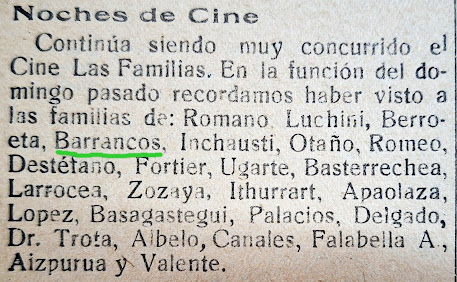 Noches de Cine
Continúa siendo muy concurrido el
Cine Las Familias. En la función del do-
mingo pasado recordamos haber visto a
las familias de: Romano Luchini, Berro-
eta, Barrancos, Inchausti, Otaño, Romeo,
Destéfano, Fortier, Ugarte, Basterrechea,
Larrocea, Zozaya, Ithurrart, Apaolaza,
Lopez, Basagastegui, Palacios, Delgado,
Dr. Trota, Albelo, Canales, Falabella A.,
Aizpurua y Valente.